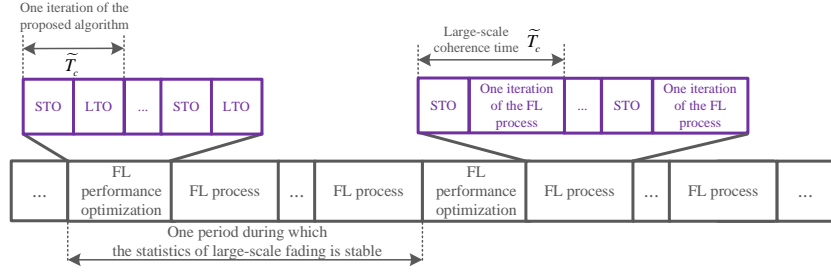 One iteration of the
the proposed algorithm
T̃c
Large-scale
coherence time T̃c
STO LTO ... STO LTO
STO One iteration of the FL process ... STO One iteration of the FL process
... FL performance optimization FL process ... FL process FL performance optimization FL process ... FL process ...
One period during which
the statistics of large-scale fading is stable